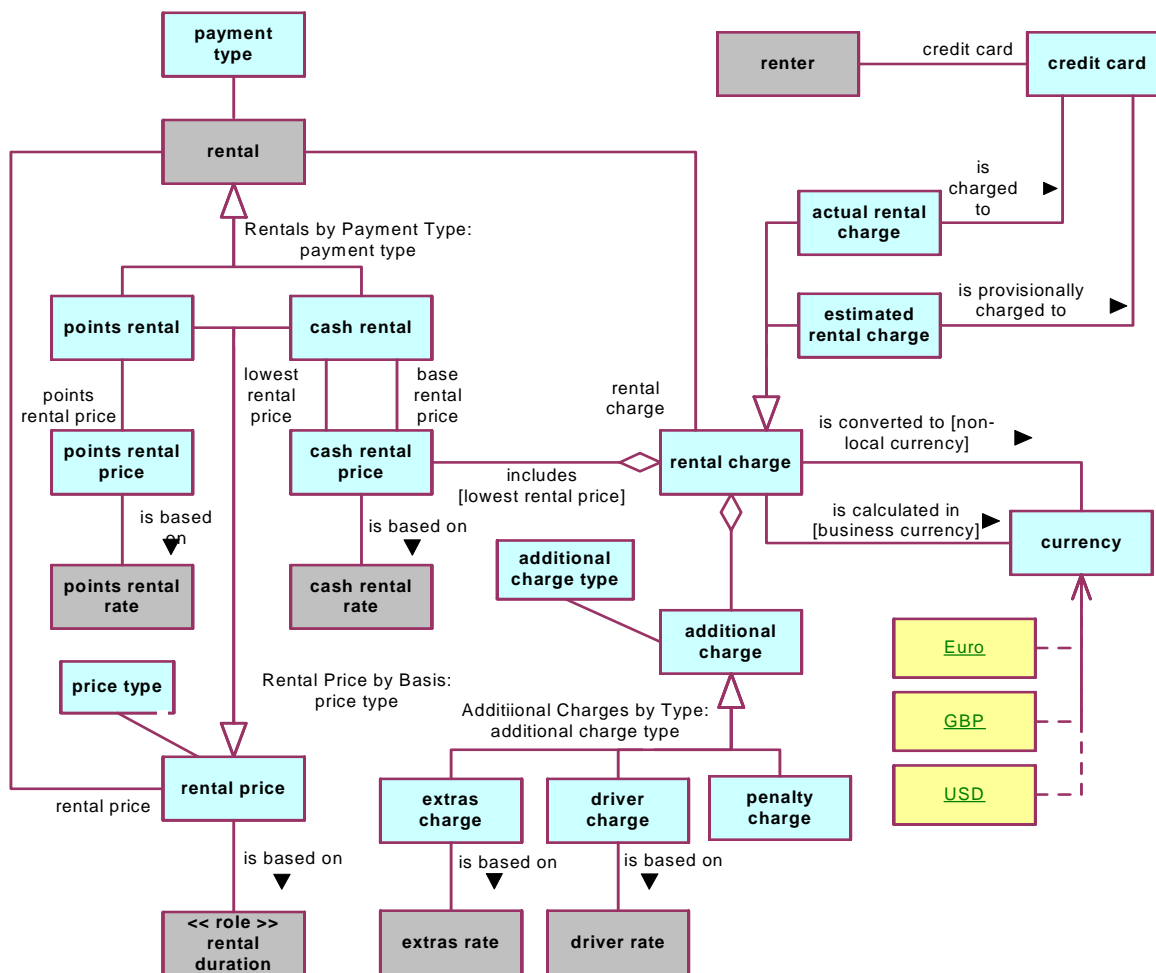 payment
type
renter
credit card
credit card
rental
is
charged
to
actual rental
charge
Rentals by Payment Type:
payment type
is provisionally
charged to
points rental
cash rental
estimated
rental charge
lowest
rental
price
base
rental
price
points
rental price
rental
charge
is converted to [non-
local currency]
points rental
price
cash rental
price
rental charge
includes
[lowest rental price]
is calculated in
[business currency]
is based
on
is based on
currency
additional
charge type
points rental
rate
cash rental
rate
additional
charge
Euro
price type
Rental Price by Basis:
price type
Additiional Charges by Type:
additional charge type
GBP
rental price
rental price
extras
charge
driver
charge
penalty
charge
USD
is based on
is based on
is based on
<< role >>
rental
duration
extras rate
driver rate